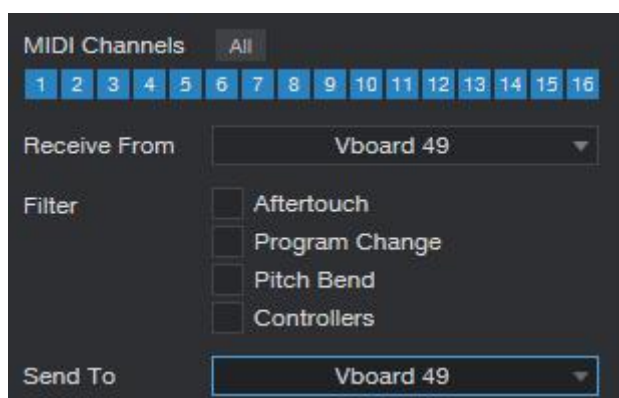 MIDI Channels All
1 2 3 4 5 6 7 8 9 10 11 12 13 14 15 16
Receive From Vboard 49
Filter Aftertouch
Program Change
Pitch Bend
Controllers
Send To Vboard 49